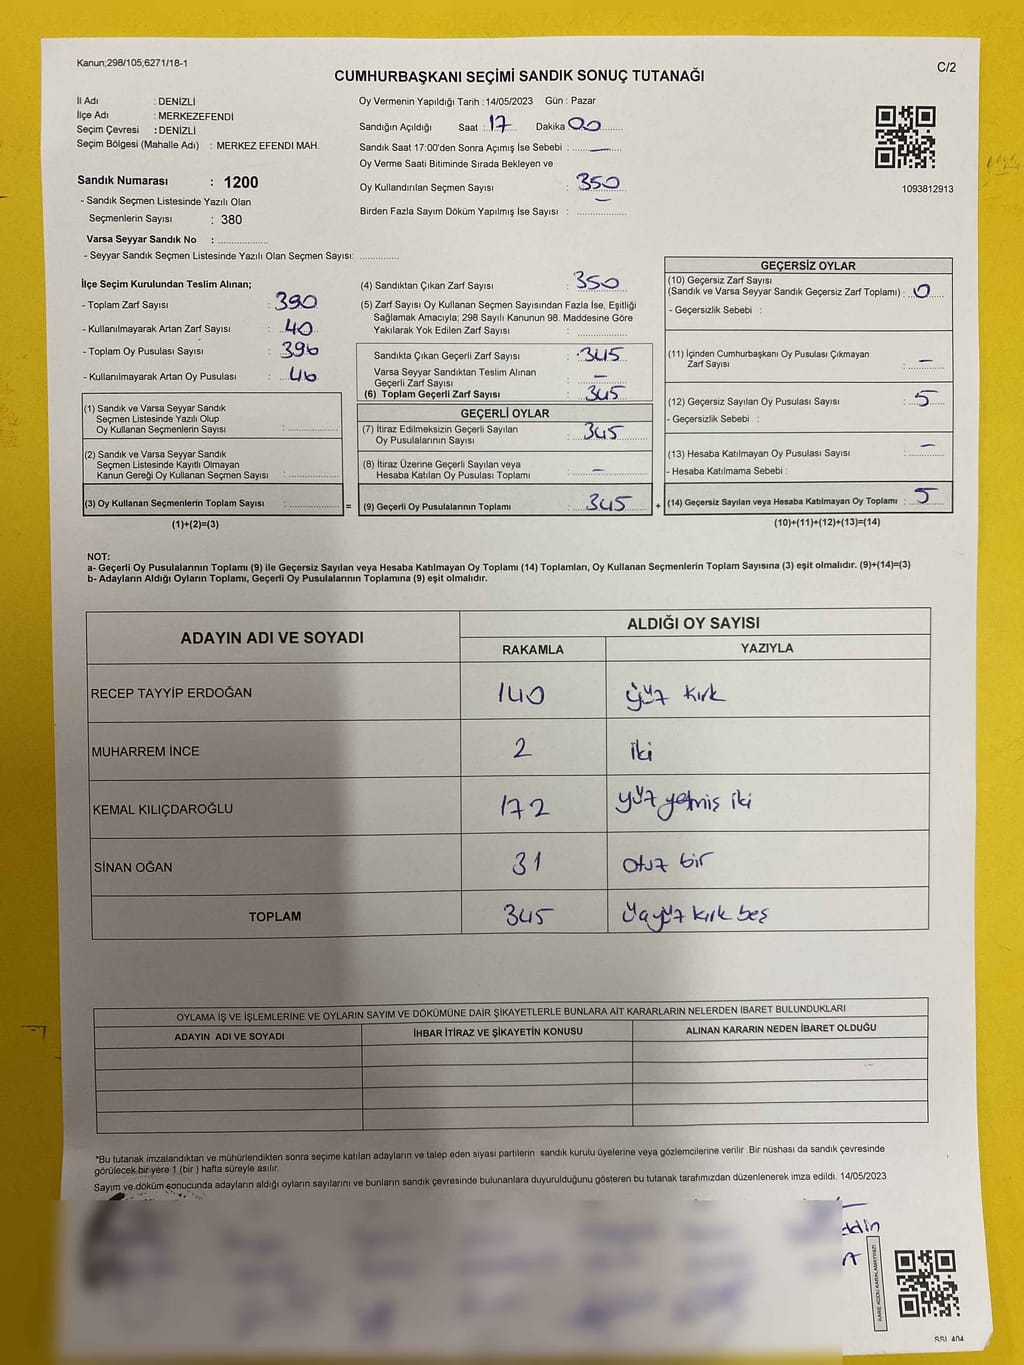 Kanun;298/105;6271/18-1
C/2
CUMHURBAŞKANI SEÇİMİ SANDIK SONUÇ TUTANAĞI
İl Adı : DENİZLİ
İlçe Adı : MERKEZEFENDİ
Seçim Çevresi : DENİZLİ
Seçim Bölgesi (Mahalle Adı) : MERKEZ EFENDİ MAH.
Sandık Numarası : 1200
- Sandık Seçmen Listesinde Yazılı Olan
Seçmenlerin Sayısı : 380
Varsa Seyyar Sandık No : ..................
- Seyyar Sandık Seçmen Listesinde Yazılı Olan Seçmen Sayısı: ............
Oy Vermenin Yapıldığı Tarih : 14/05/2023 Gün : Pazar
Sandığın Açıldığı Saat : 17 Dakika 00
Sandık Saat 17:00'den Sonra Açımış İse Sebebi : —
Oy Verme Saati Bitiminde Sırada Bekleyen ve
Oy Kullandırılan Seçmen Sayısı : 350
Birden Fazla Sayım Döküm Yapılmış İse Sayısı : —
1093812913
İlçe Seçim Kurulundan Teslim Alınan;
- Toplam Zarf Sayısı : 390
- Kullanılmayarak Artan Zarf Sayısı : 40
- Toplam Oy Pusulası Sayısı : 396
- Kullanılmayarak Artan Oy Pusulası : 46
(1) Sandık ve Varsa Seyyar Sandık
Seçmen Listesinde Yazılı Olup
Oy Kullanan Seçmenlerin Sayısı :
(2) Sandık ve Varsa Seyyar Sandık
Seçmen Listesinde Kayıtlı Olmayan
Kanun Gereği Oy Kullanan Seçmen Sayısı :
(3) Oy Kullanan Seçmenlerin Toplam Sayısı : =
(1)+(2)=(3)
(4) Sandıktan Çıkan Zarf Sayısı : 350
(5) Zarf Sayısı Oy Kullanan Seçmen Sayısından Fazla İse, Eşitliği
Sağlamak Amacıyla; 298 Sayılı Kanunun 98. Maddesine Göre
Yakılarak Yok Edilen Zarf Sayısı :
Sandıkta Çıkan Geçerli Zarf Sayısı : 345
Varsa Seyyar Sandıktan Teslim Alınan
Geçerli Zarf Sayısı : —
(6) Toplam Geçerli Zarf Sayısı : 345
GEÇERLİ OYLAR
(7) İtiraz Edilmeksizin Geçerli Sayılan
Oy Pusulalarının Sayısı : 345
(8) İtiraz Üzerine Geçerli Sayılan veya
Hesaba Katılan Oy Pusulası Toplamı : —
(9) Geçerli Oy Pusulalarının Toplamı : 345 +
GEÇERSİZ OYLAR
(10) Geçersiz Zarf Sayısı
(Sandık ve Varsa Seyyar Sandık Geçersiz Zarf Toplamı) : 0
- Geçersizlik Sebebi :
(11) İçinden Cumhurbaşkanı Oy Pusulası Çıkmayan
Zarf Sayısı : —
(12) Geçersiz Sayılan Oy Pusulası Sayısı : 5
- Geçersizlik Sebebi :
(13) Hesaba Katılmayan Oy Pusulası Sayısı : —
- Hesaba Katılmama Sebebi :
(14) Geçersiz Sayılan veya Hesaba Katılmayan Oy Toplamı : 5
(10)+(11)+(12)+(13)=(14)
NOT:
a- Geçerli Oy Pusulalarının Toplamı (9) ile Geçersiz Sayılan veya Hesaba Katılmayan Oy Toplamı (14) Toplamları, Oy Kullanan Seçmenlerin Toplam Sayısına (3) eşit olmalıdır. (9)+(14)=(3)
b- Adayların Aldığı Oyların Toplamı, Geçerli Oy Pusulalarının Toplamına (9) eşit olmalıdır.
ADAYIN ADI VE SOYADI ALDIĞI OY SAYISI
RAKAMLA YAZIYLA
RECEP TAYYİP ERDOĞAN 140 yüz kırk
MUHARREM İNCE 2 iki
KEMAL KILIÇDAROĞLU 172 yüz yetmiş iki
SİNAN OĞAN 31 otuz bir
TOPLAM 345 üçyüz kırk beş
OYLAMA İŞ VE İŞLEMLERİNE VE OYLARIN SAYIM VE DÖKÜMÜNE DAİR ŞİKAYETLERLE BUNLARA AİT KARARLARIN NELERDEN İBARET BULUNDUKLARI
ADAYIN ADI VE SOYADI İHBAR İTİRAZ VE ŞİKAYETİN KONUSU ALINAN KARARIN NEDEN İBARET OLDUĞU
*Bu tutanak imzalandıktan ve mühürlendikten sonra seçime katılan adayların ve talep eden siyasi partilerin sandık kurulu üyelerine veya gözlemcilerine verilir .Bir nüshası da sandık çevresinde
görülecek bir yere 1 (bir ) hafta süreyle asılır.
Sayım ve döküm sonucunda adayların aldığı oyların sayılarını ve bunların sandık çevresinde bulunanlara duyurulduğunu gösteren bu tutanak tarafımızdan düzenlenerek imza edildi. 14/05/2023
ddin
KARE KODU KARALAMAYINIZ!